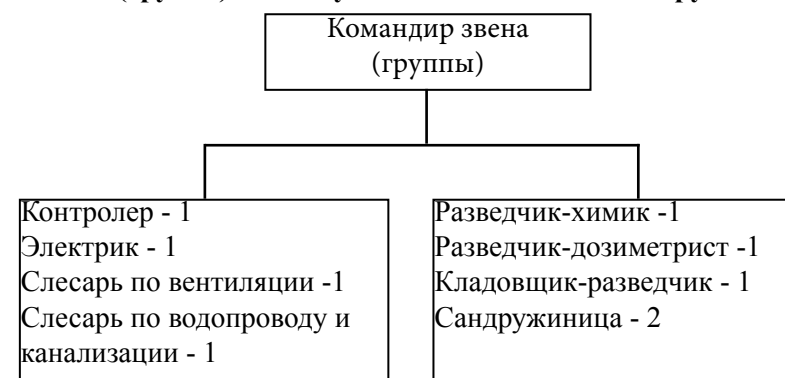 Командир звена
(группы)
Контролер - 1
Электрик - 1
Слесарь по вентиляции -1
Слесарь по водопроводу и
канализации - 1
Разведчик-химик -1
Разведчик-дозиметрист -1
Кладовщик-разведчик - 1
Сандружиница - 2